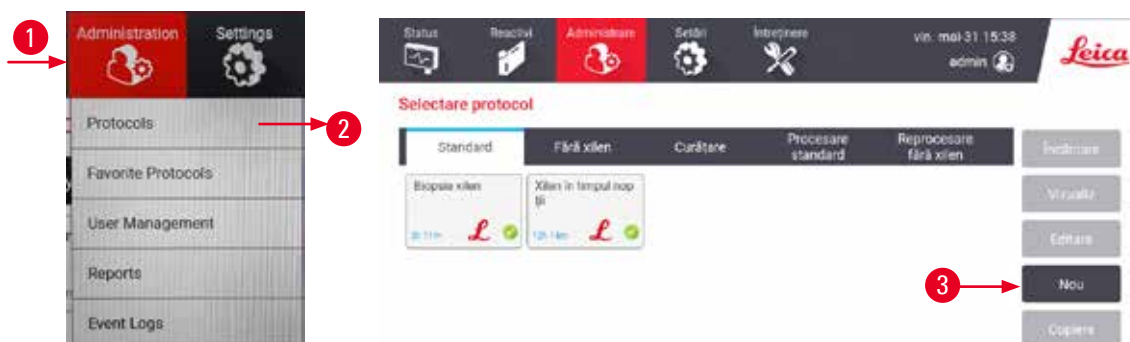 1
Administration
Settings
Protocols
2
Favorite Protocols
User Management
Reports
Event Logs
Status
Reactivi
Administrare
Setări
Întreținere
vin. mai-31 15:38
admin
Leica
Selectare protocol
Standard
Fără xilen
Curățare
Procesare
standard
Reprocesare
fără xilen
Biopsie xilen
Xilen în timpul nop
ții
Vizualiz
Editare
3
Nou
Copiere